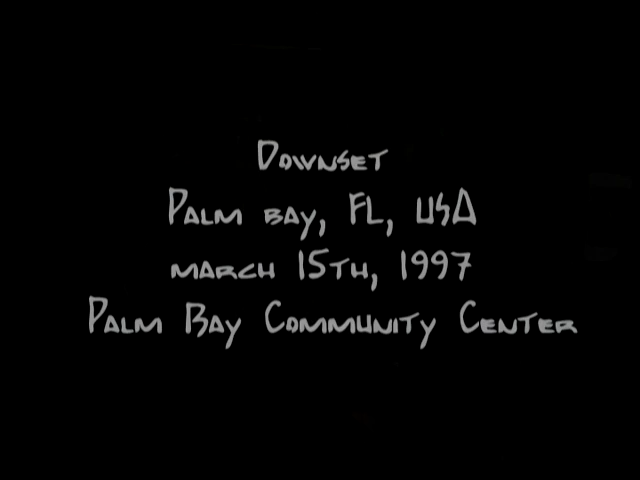 Downset
Palm bay, FL, USA
march 15th, 1997
Palm Bay Community Center